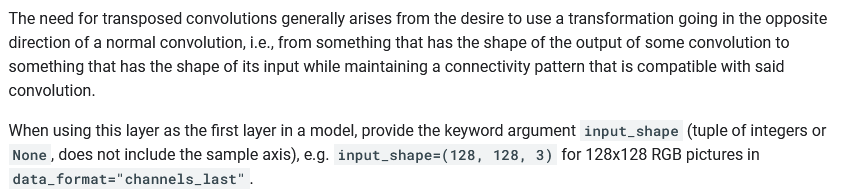 The need for transposed convolutions generally arises from the desire to use a transformation going in the opposite
direction of a normal convolution, i.e., from something that has the shape of the output of some convolution to
something that has the shape of its input while maintaining a connectivity pattern that is compatible with said
convolution.
When using this layer as the first layer in a model, provide the keyword argument input_shape (tuple of integers or
None , does not include the sample axis), e.g. input_shape=(128, 128, 3) for 128x128 RGB pictures in
data_format="channels_last" .